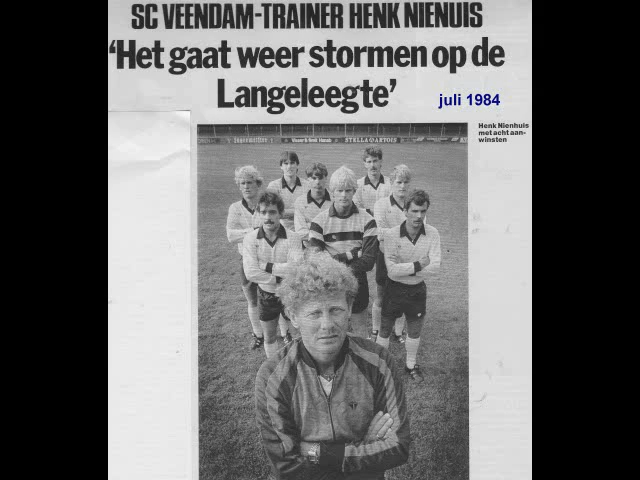 SC VEENDAM-TRAINER HENK NIENUIS
‘Het gaat weer stormen op de
Langeleegte’
juli 1984
Henk Nienhuis
met acht aan-
winsten
STELLA ARTOIS